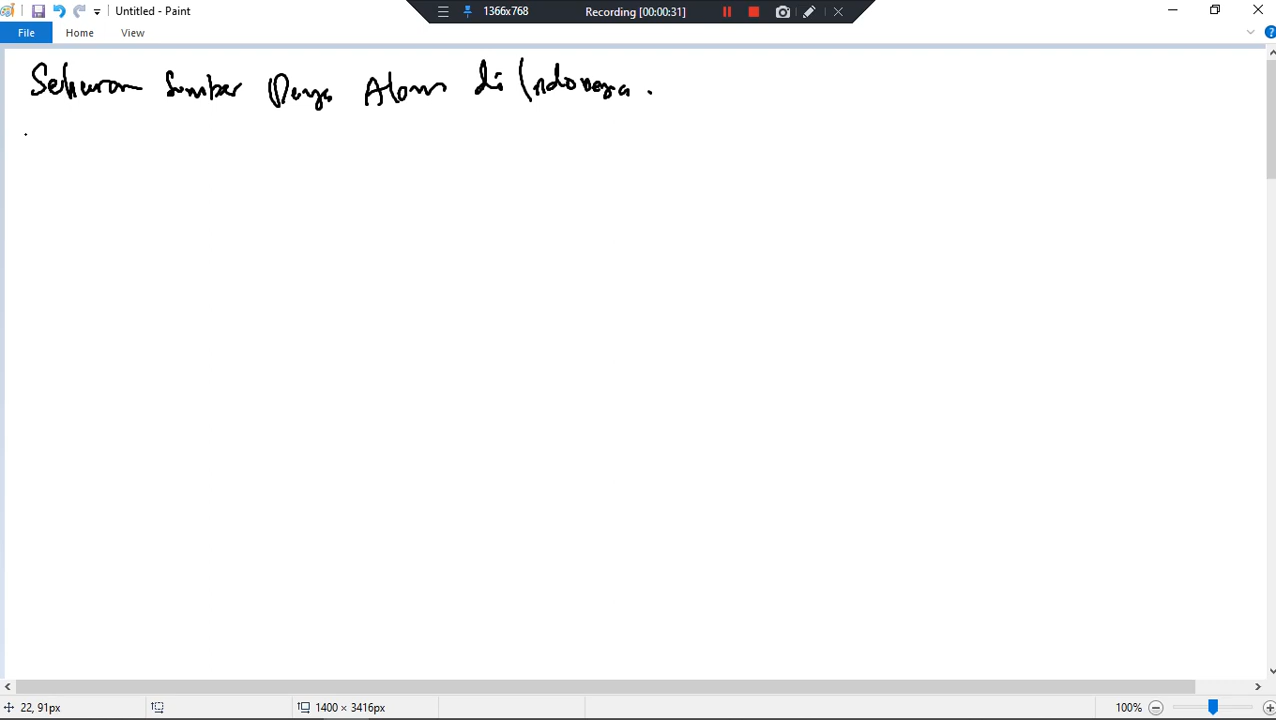 Untitled - Paint
1366x768
Recording [00:00:31]
File Home View
Sebaran Sumber Daya Alam di Indonesia.
22, 91px
1400 × 3416px
100%